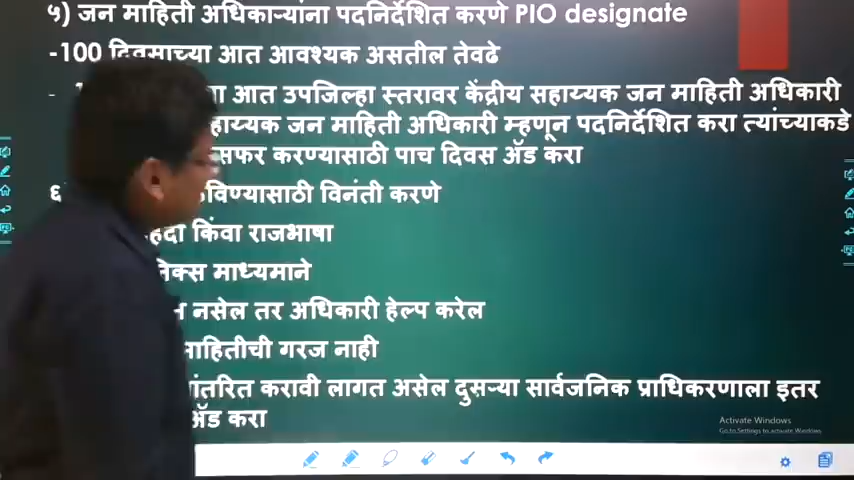 ५) जन माहिती अधिकाऱ्यांना पदनिर्देशित करणे PIO designate
-100 दिवसाच्या आत आवश्यक असतील तेवढे
- आत उपजिल्हा स्तरावर केंद्रीय सहाय्यक जन माहिती अधिकारी
जन माहिती अधिकारी म्हणून पदनिर्देशित करा त्यांच्याकडे
सफर करण्यासाठी पाच दिवस ॲड करा
विनंती करणे
किंवा राजभाषा
माध्यमाने
नसेल तर अधिकारी हेल्प करेल
माहितीची गरज नाही
करावी लागत असेल दुसऱ्या सार्वजनिक प्राधिकरणाला इतर
ॲड करा
Activate Windows
Go to Settings to activate Windows.